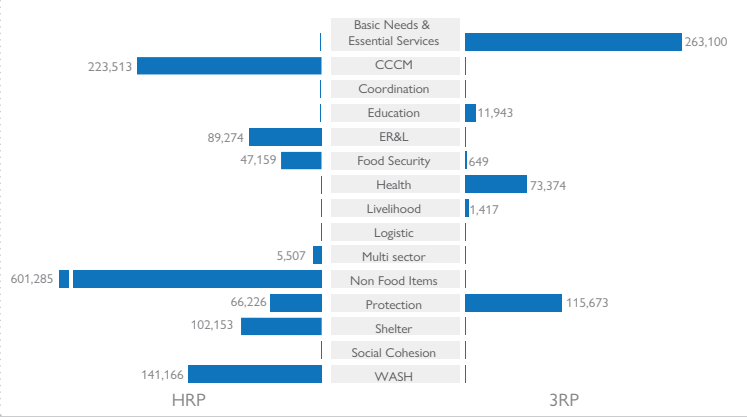 Basic Needs &
Essential Services
263,100
223,513
CCCM
Coordination
Education
11,943
89,274
ER&L
47,159
Food Security
649
Health
73,374
Livelihood
1,417
Logistic
5,507
Multi sector
601,285
Non Food Items
66,226
Protection
115,673
102,153
Shelter
Social Cohesion
141,166
WASH
HRP
3RP